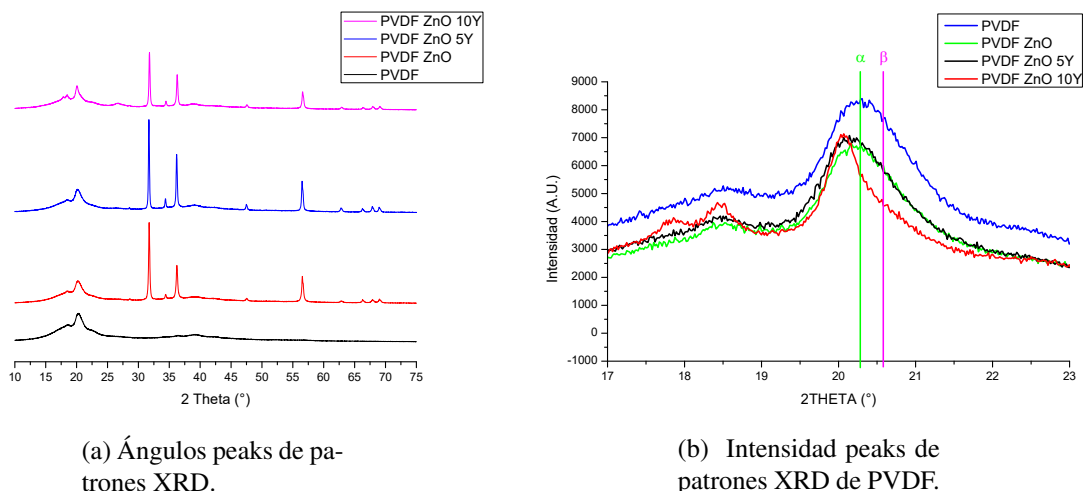 PVDF ZnO 10Y
PVDF ZnO 5Y
PVDF ZnO
PVDF
10 15 20 25 30 35 40 45 50 55 60 65 70 75
2 Theta (°)
(a) Ángulos peaks de pa-
trones XRD.
PVDF
PVDF ZnO
PVDF ZnO 5Y
PVDF ZnO 10Y
α β
9000
8000
7000
6000
5000
4000
3000
2000
1000
0
-1000
Intensidad (A.U.)
17 18 19 20 21 22 23
2THETA (°)
(b) Intensidad peaks de
patrones XRD de PVDF.